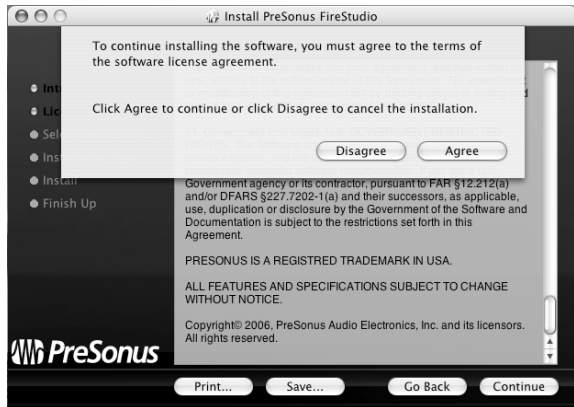 Install PreSonus FireStudio
To continue installing the software, you must agree to the terms of
the software license agreement.
Click Agree to continue or click Disagree to cancel the installation.
Disagree
Agree
Install
Finish Up
Government agency or its contractor, pursuant to FAR §12.212(a)
and/or DFARS §227.7202-1(a) and their successors, as applicable,
use, duplication or disclosure by the Government of the Software and
Documentation is subject to the restrictions set forth in this
Agreement.
PRESONUS IS A REGISTRED TRADEMARK IN USA.
ALL FEATURES AND SPECIFICATIONS SUBJECT TO CHANGE
WITHOUT NOTICE.
Copyright© 2006, PreSonus Audio Electronics, Inc. and its licensors.
All rights reserved.
PreSonus
Print...
Save...
Go Back
Continue